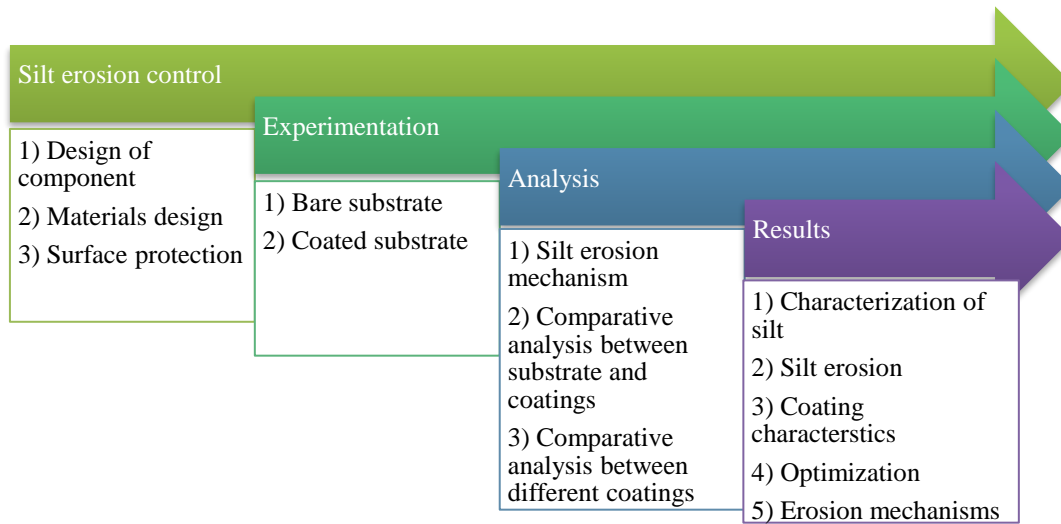 Silt erosion control
1) Design of
component
2) Materials design
3) Surface protection
Experimentation
1) Bare substrate
2) Coated substrate
Analysis
1) Silt erosion
mechanism
2) Comparative
analysis between
substrate and
coatings
3) Comparative
analysis between
different coatings
Results
1) Characterization of
silt
2) Silt erosion
3) Coating
characterstics
4) Optimization
5) Erosion mechanisms